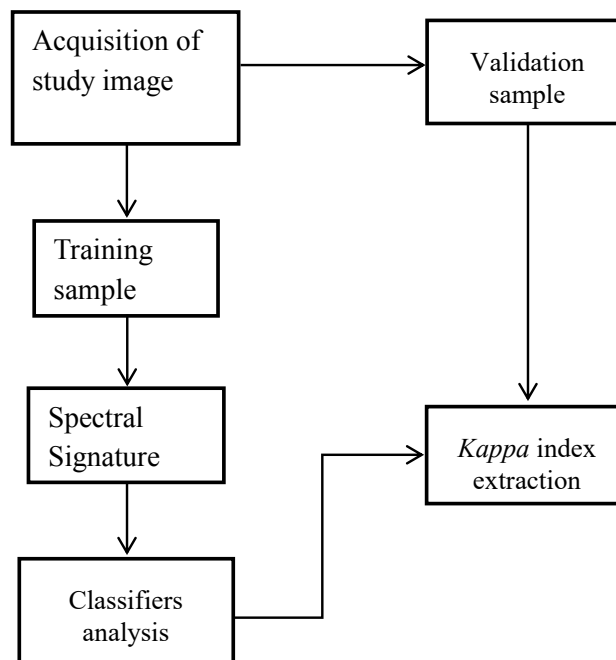 Acquisition of
study image
Validation
sample
Training
sample
Spectral
Signature
Kappa index
extraction
Classifiers
analysis